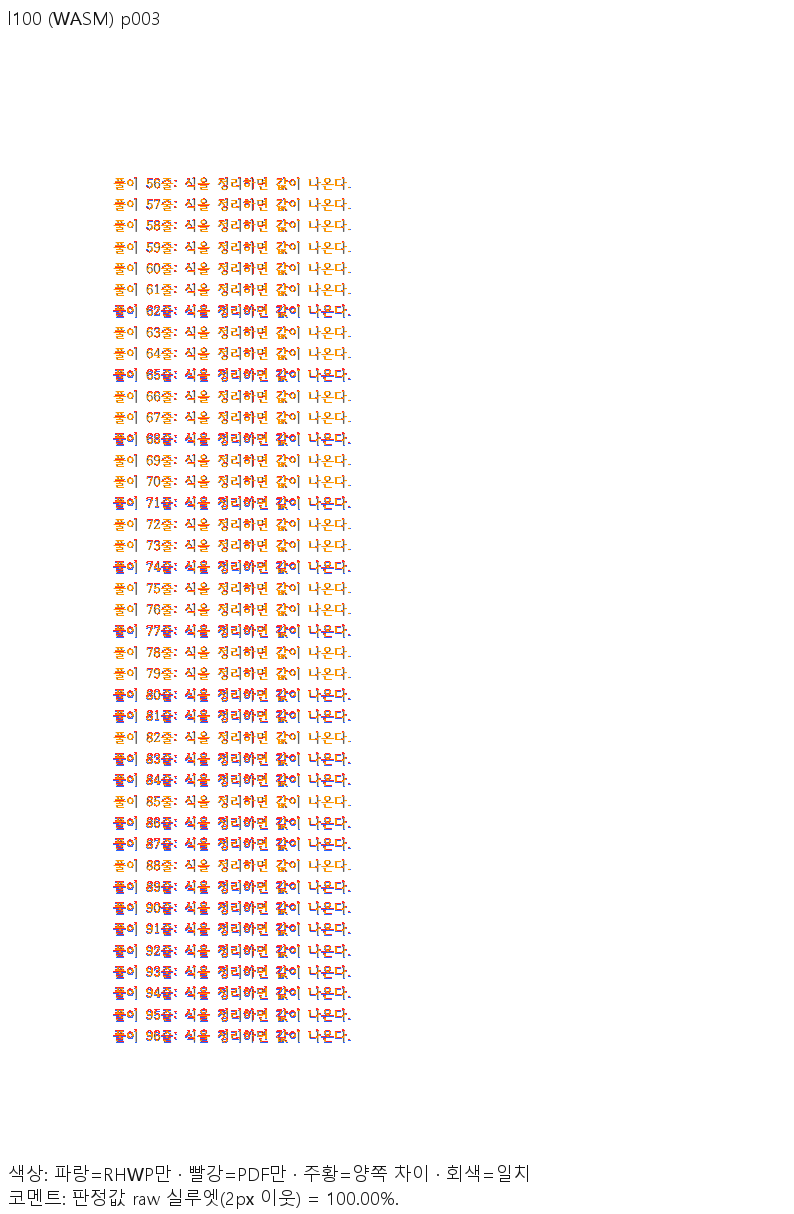 l100 (WASM) p003
풀이 56줄: 식을 정리하면 값이 나온다.
풀이 57줄: 식을 정리하면 값이 나온다.
풀이 58줄: 식을 정리하면 값이 나온다.
풀이 59줄: 식을 정리하면 값이 나온다.
풀이 60줄: 식을 정리하면 값이 나온다.
풀이 61줄: 식을 정리하면 값이 나온다.
풀이 62줄: 식을 정리하면 값이 나온다.
풀이 63줄: 식을 정리하면 값이 나온다.
풀이 64줄: 식을 정리하면 값이 나온다.
풀이 65줄: 식을 정리하면 값이 나온다.
풀이 66줄: 식을 정리하면 값이 나온다.
풀이 67줄: 식을 정리하면 값이 나온다.
풀이 68줄: 식을 정리하면 값이 나온다.
풀이 69줄: 식을 정리하면 값이 나온다.
풀이 70줄: 식을 정리하면 값이 나온다.
풀이 71줄: 식을 정리하면 값이 나온다.
풀이 72줄: 식을 정리하면 값이 나온다.
풀이 73줄: 식을 정리하면 값이 나온다.
풀이 74줄: 식을 정리하면 값이 나온다.
풀이 75줄: 식을 정리하면 값이 나온다.
풀이 76줄: 식을 정리하면 값이 나온다.
풀이 77줄: 식을 정리하면 값이 나온다.
풀이 78줄: 식을 정리하면 값이 나온다.
풀이 79줄: 식을 정리하면 값이 나온다.
풀이 80줄: 식을 정리하면 값이 나온다.
풀이 81줄: 식을 정리하면 값이 나온다.
풀이 82줄: 식을 정리하면 값이 나온다.
풀이 83줄: 식을 정리하면 값이 나온다.
풀이 84줄: 식을 정리하면 값이 나온다.
풀이 85줄: 식을 정리하면 값이 나온다.
풀이 86줄: 식을 정리하면 값이 나온다.
풀이 87줄: 식을 정리하면 값이 나온다.
풀이 88줄: 식을 정리하면 값이 나온다.
풀이 89줄: 식을 정리하면 값이 나온다.
풀이 90줄: 식을 정리하면 값이 나온다.
풀이 91줄: 식을 정리하면 값이 나온다.
풀이 92줄: 식을 정리하면 값이 나온다.
풀이 93줄: 식을 정리하면 값이 나온다.
풀이 94줄: 식을 정리하면 값이 나온다.
풀이 95줄: 식을 정리하면 값이 나온다.
풀이 96줄: 식을 정리하면 값이 나온다.
색상: 파랑=RHWP만 · 빨강=PDF만 · 주황=양쪽 차이 · 회색=일치
코멘트: 판정값 raw 실루엣(2px 이웃) = 100.00%.